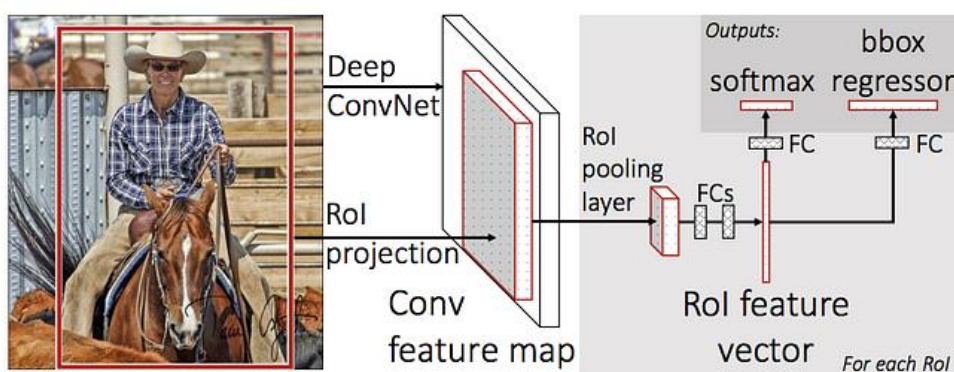 Deep
ConvNet
RoI
projection
Conv
feature map
RoI
pooling
layer
FCs
RoI feature
vector
For each RoI
Outputs:
softmax
bbox
regressor
FC
FC